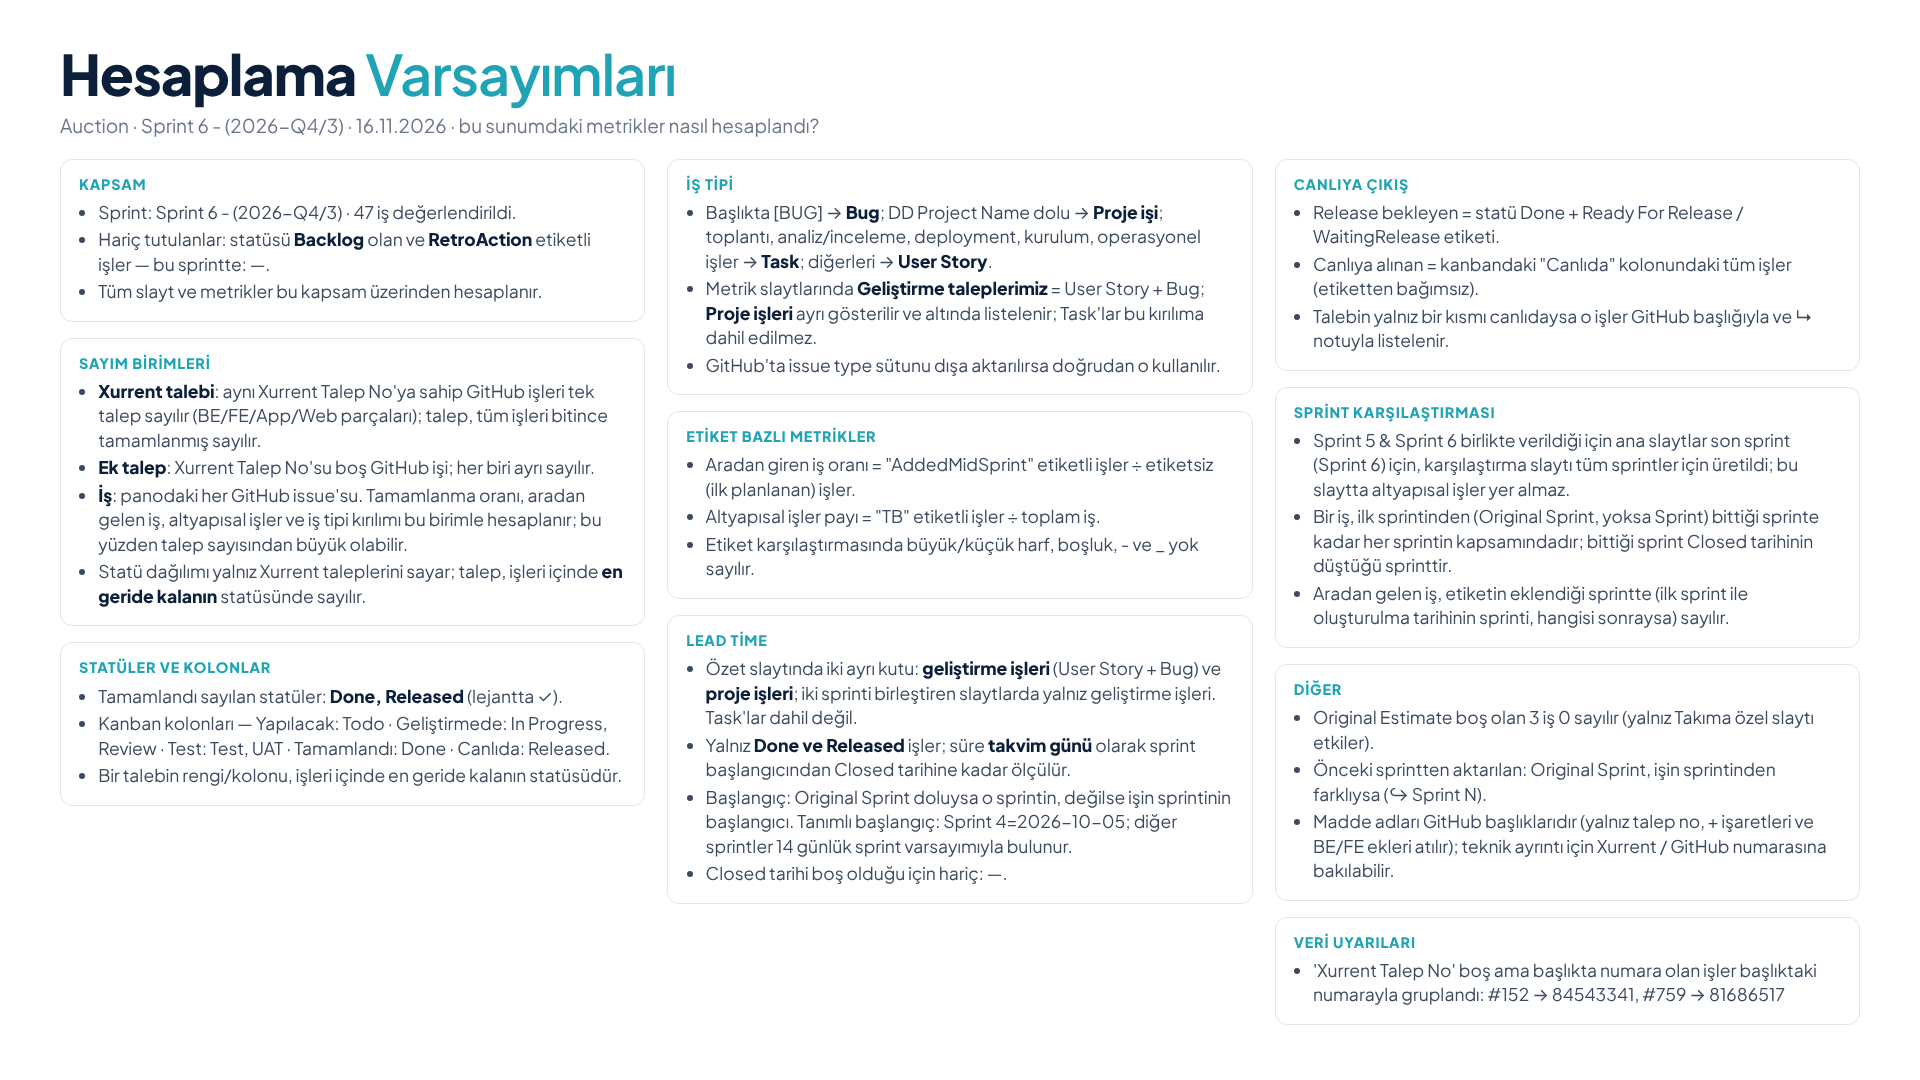 Hesaplama Varsayımları
Auction · Sprint 6 - (2026-Q4/3) · 16.11.2026 · bu sunumdaki metrikler nasıl hesaplandı?
KAPSAM
• Sprint: Sprint 6 - (2026-Q4/3) · 47 iş değerlendirildi.
• Hariç tutulanlar: statüsü Backlog olan ve RetroAction etiketli
işler — bu sprintte: —.
• Tüm slayt ve metrikler bu kapsam üzerinden hesaplanır.
SAYIM BİRİMLERİ
• Xurrent talebi: aynı Xurrent Talep No'ya sahip GitHub işleri tek
talep sayılır (BE/FE/App/Web parçaları); talep, tüm işleri bitince
tamamlanmış sayılır.
• Ek talep: Xurrent Talep No'su boş GitHub işi; her biri ayrı sayılır.
• İş: panodaki her GitHub issue'su. Tamamlanma oranı, aradan
gelen iş, altyapısal işler ve iş tipi kırılımı bu birimle hesaplanır; bu
yüzden talep sayısından büyük olabilir.
• Statü dağılımı yalnız Xurrent taleplerini sayar; talep, işleri içinde en
geride kalanın statüsünde sayılır.
STATÜLER VE KOLONLAR
• Tamamlandı sayılan statüler: Done, Released (lejantta ✓).
• Kanban kolonları — Yapılacak: Todo · Geliştirmede: In Progress,
Review · Test: Test, UAT · Tamamlandı: Done · Canlıda: Released.
• Bir talebin rengi/kolonu, işleri içinde en geride kalanın statüsüdür.
İŞ TİPİ
• Başlıkta [BUG] → Bug; DD Project Name dolu → Proje işi;
toplantı, analiz/inceleme, deployment, kurulum, operasyonel
işler → Task; diğerleri → User Story.
• Metrik slaytlarında Geliştirme taleplerimiz = User Story + Bug;
Proje işleri ayrı gösterilir ve altında listelenir; Task'lar bu kırılıma
dahil edilmez.
• GitHub'ta issue type sütunu dışa aktarılırsa doğrudan o kullanılır.
ETİKET BAZLI METRİKLER
• Aradan giren iş oranı = "AddedMidSprint" etiketli işler ÷ etiketsiz
(ilk planlanan) işler.
• Altyapısal işler payı = "TB" etiketli işler ÷ toplam iş.
• Etiket karşılaştırmasında büyük/küçük harf, boşluk, - ve _ yok
sayılır.
LEAD TİME
• Özet slaytında iki ayrı kutu: geliştirme işleri (User Story + Bug) ve
proje işleri; iki sprinti birleştiren slaytlarda yalnız geliştirme işleri.
Task'lar dahil değil.
• Yalnız Done ve Released işler; süre takvim günü olarak sprint
başlangıcından Closed tarihine kadar ölçülür.
• Başlangıç: Original Sprint doluysa o sprintin, değilse işin sprintinin
başlangıcı. Tanımlı başlangıç: Sprint 4=2026-10-05; diğer
sprintler 14 günlük sprint varsayımıyla bulunur.
• Closed tarihi boş olduğu için hariç: —.
CANLIYA ÇIKIŞ
• Release bekleyen = statü Done + Ready For Release /
WaitingRelease etiketi.
• Canlıya alınan = kanbandaki "Canlıda" kolonundaki tüm işler
(etiketten bağımsız).
• Talebin yalnız bir kısmı canlıdaysa o işler GitHub başlığıyla ve ↳
notuyla listelenir.
SPRİNT KARŞILAŞTIRMASI
• Sprint 5 & Sprint 6 birlikte verildiği için ana slaytlar son sprint
(Sprint 6) için, karşılaştırma slaytı tüm sprintler için üretildi; bu
slaytta altyapısal işler yer almaz.
• Bir iş, ilk sprintinden (Original Sprint, yoksa Sprint) bittiği sprinte
kadar her sprintin kapsamındadır; bittiği sprint Closed tarihinin
düştüğü sprinttir.
• Aradan gelen iş, etiketin eklendiği sprintte (ilk sprint ile
oluşturulma tarihinin sprinti, hangisi sonraysa) sayılır.
DİĞER
• Original Estimate boş olan 3 iş 0 sayılır (yalnız Takıma özel slaytı
etkiler).
• Önceki sprintten aktarılan: Original Sprint, işin sprintinden
farklıysa (↪ Sprint N).
• Madde adları GitHub başlıklarıdır (yalnız talep no, + işaretleri ve
BE/FE ekleri atılır); teknik ayrıntı için Xurrent / GitHub numarasına
bakılabilir.
VERİ UYARILARI
• 'Xurrent Talep No' boş ama başlıkta numara olan işler başlıktaki
numarayla gruplandı: #152 → 84543341, #759 → 81686517